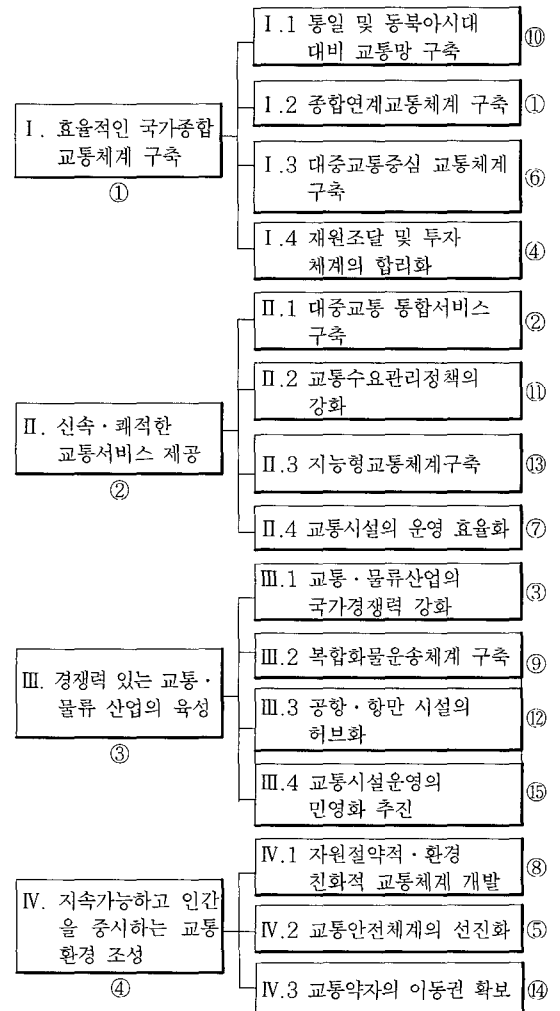 Ⅰ.1 통일 및 동북아시대
대비 교통망 구축
⑩
Ⅰ.2 종합연계교통체계 구축
①
Ⅰ. 효율적인 국가종합
교통체계 구축
①
Ⅰ.3 대중교통중심 교통체계
구축
⑥
Ⅰ.4 재원조달 및 투자
체계의 합리화
④
Ⅱ.1 대중교통 통합서비스
구축
②
Ⅱ.2 교통수요관리정책의
강화
⑪
Ⅱ. 신속·쾌적한
교통서비스 제공
②
Ⅱ.3 지능형교통체계구축
⑬
Ⅱ.4 교통시설의 운영 효율화
⑦
Ⅲ.1 교통·물류산업의
국가경쟁력 강화
③
Ⅲ.2 복합화물운송체계 구축
⑨
Ⅲ. 경쟁력 있는 교통·
물류 산업의 육성
③
Ⅲ.3 공항·항만 시설의
허브화
⑫
Ⅲ.4 교통시설운영의
민영화 추진
⑮
Ⅳ.1 자원절약적·환경
친화적 교통체계 개발
⑧
Ⅳ. 지속가능하고 인간
을 중시하는 교통
환경 조성
④
Ⅳ.2 교통안전체계의 선진화
⑤
Ⅳ.3 교통약자의 이동권 확보
⑭